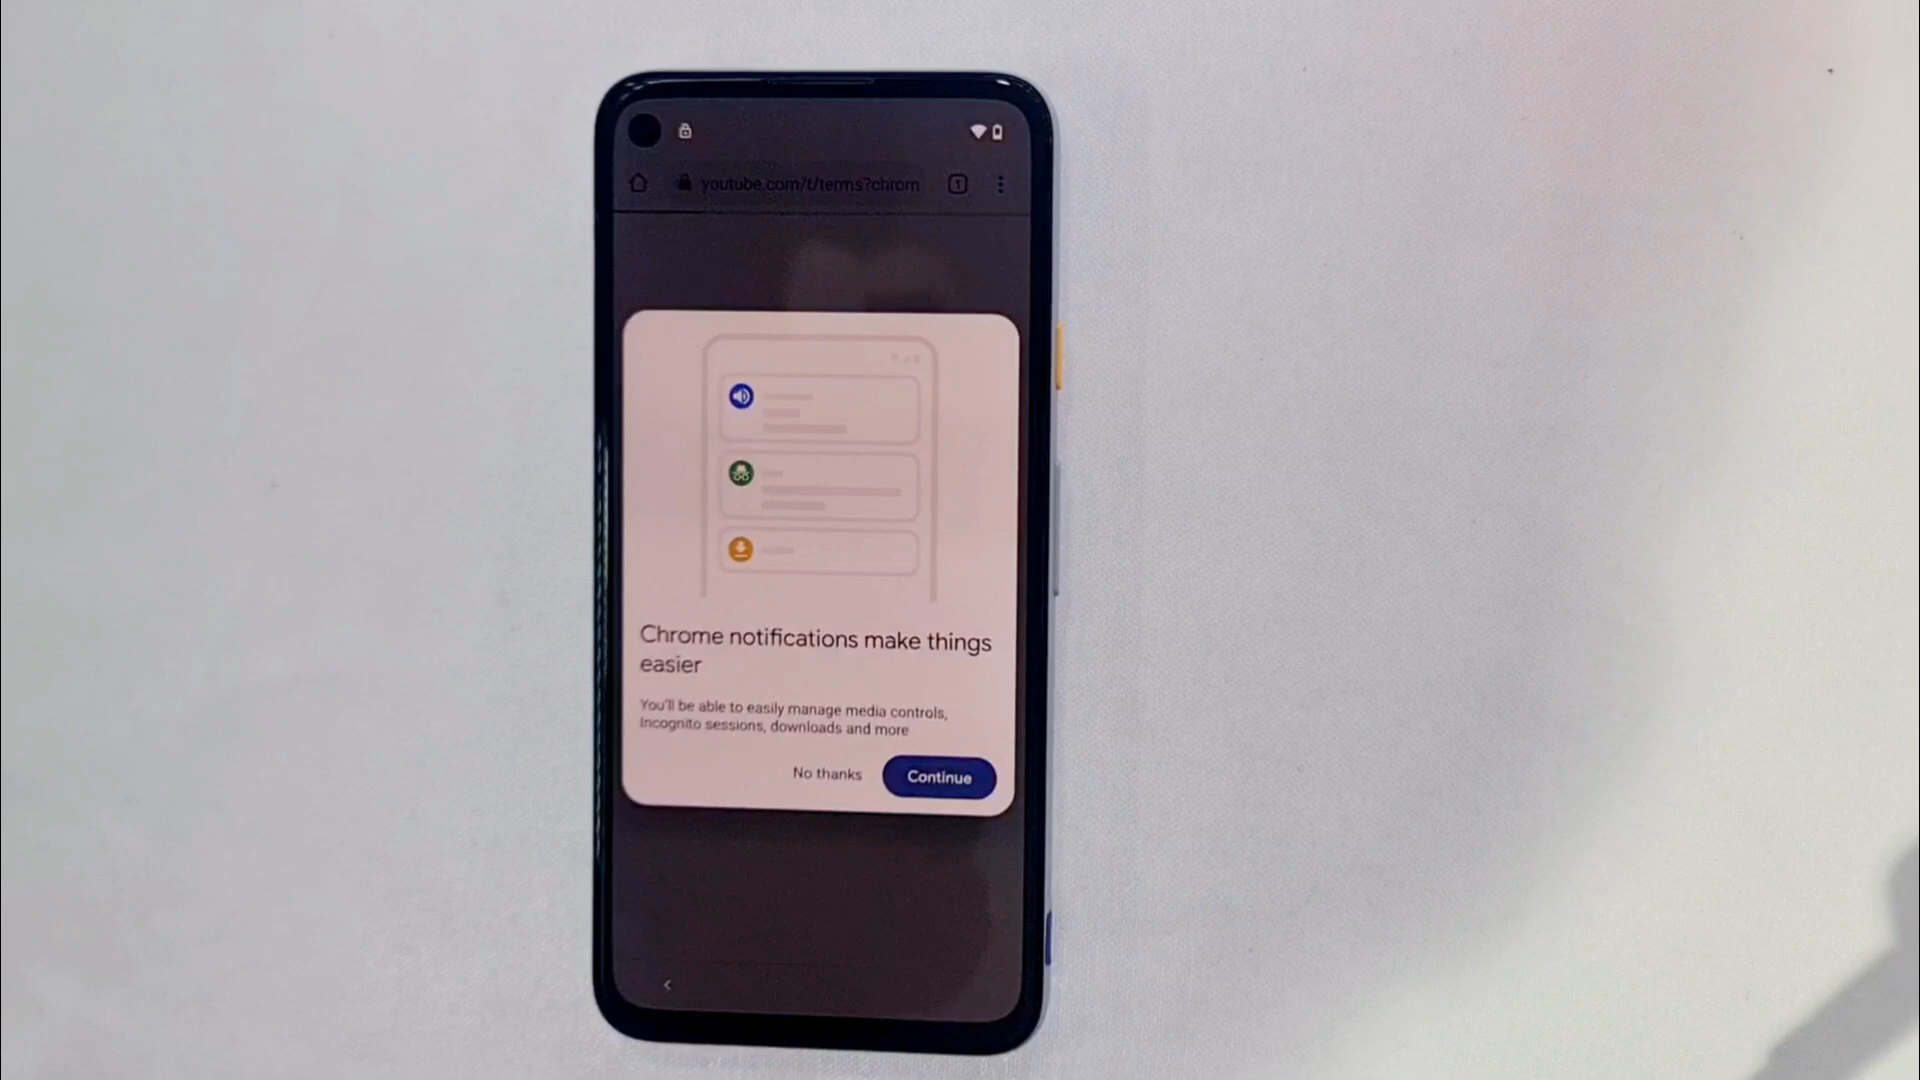 youtube.com/t/terms?chrom
1
Chrome notifications make things
easier
You'll be able to easily manage media controls,
Incognito sessions, downloads and more
No thanks
Continue